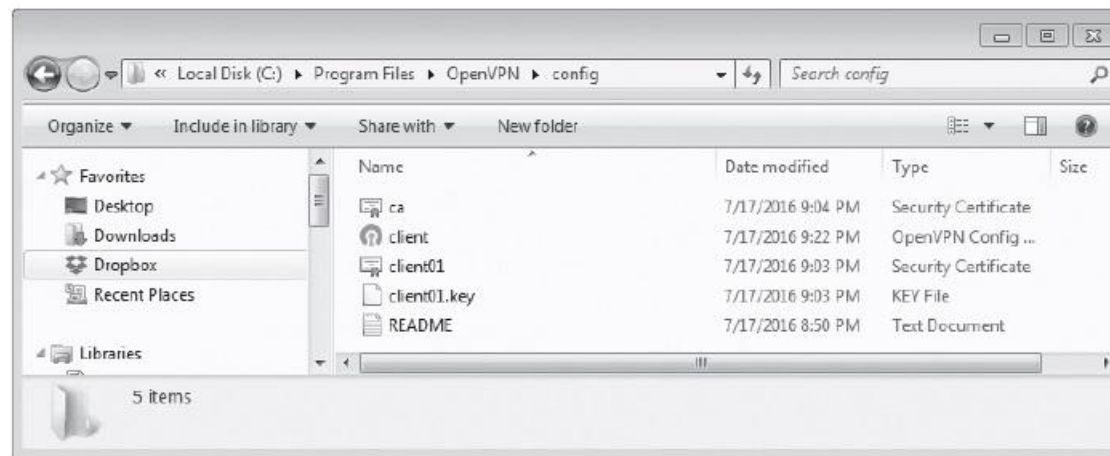 « Local Disk (C:) ▸ Program Files ▸ OpenVPN ▸ config
Search config
Organize Include in library Share with New folder
Name Date modified Type Size
Favorites
Desktop
Downloads
Dropbox
Recent Places
Libraries
ca 7/17/2016 9:04 PM Security Certificate
client 7/17/2016 9:22 PM OpenVPN Config ...
client01 7/17/2016 9:03 PM Security Certificate
client01.key 7/17/2016 9:03 PM KEY File
README 7/17/2016 8:50 PM Text Document
5 items